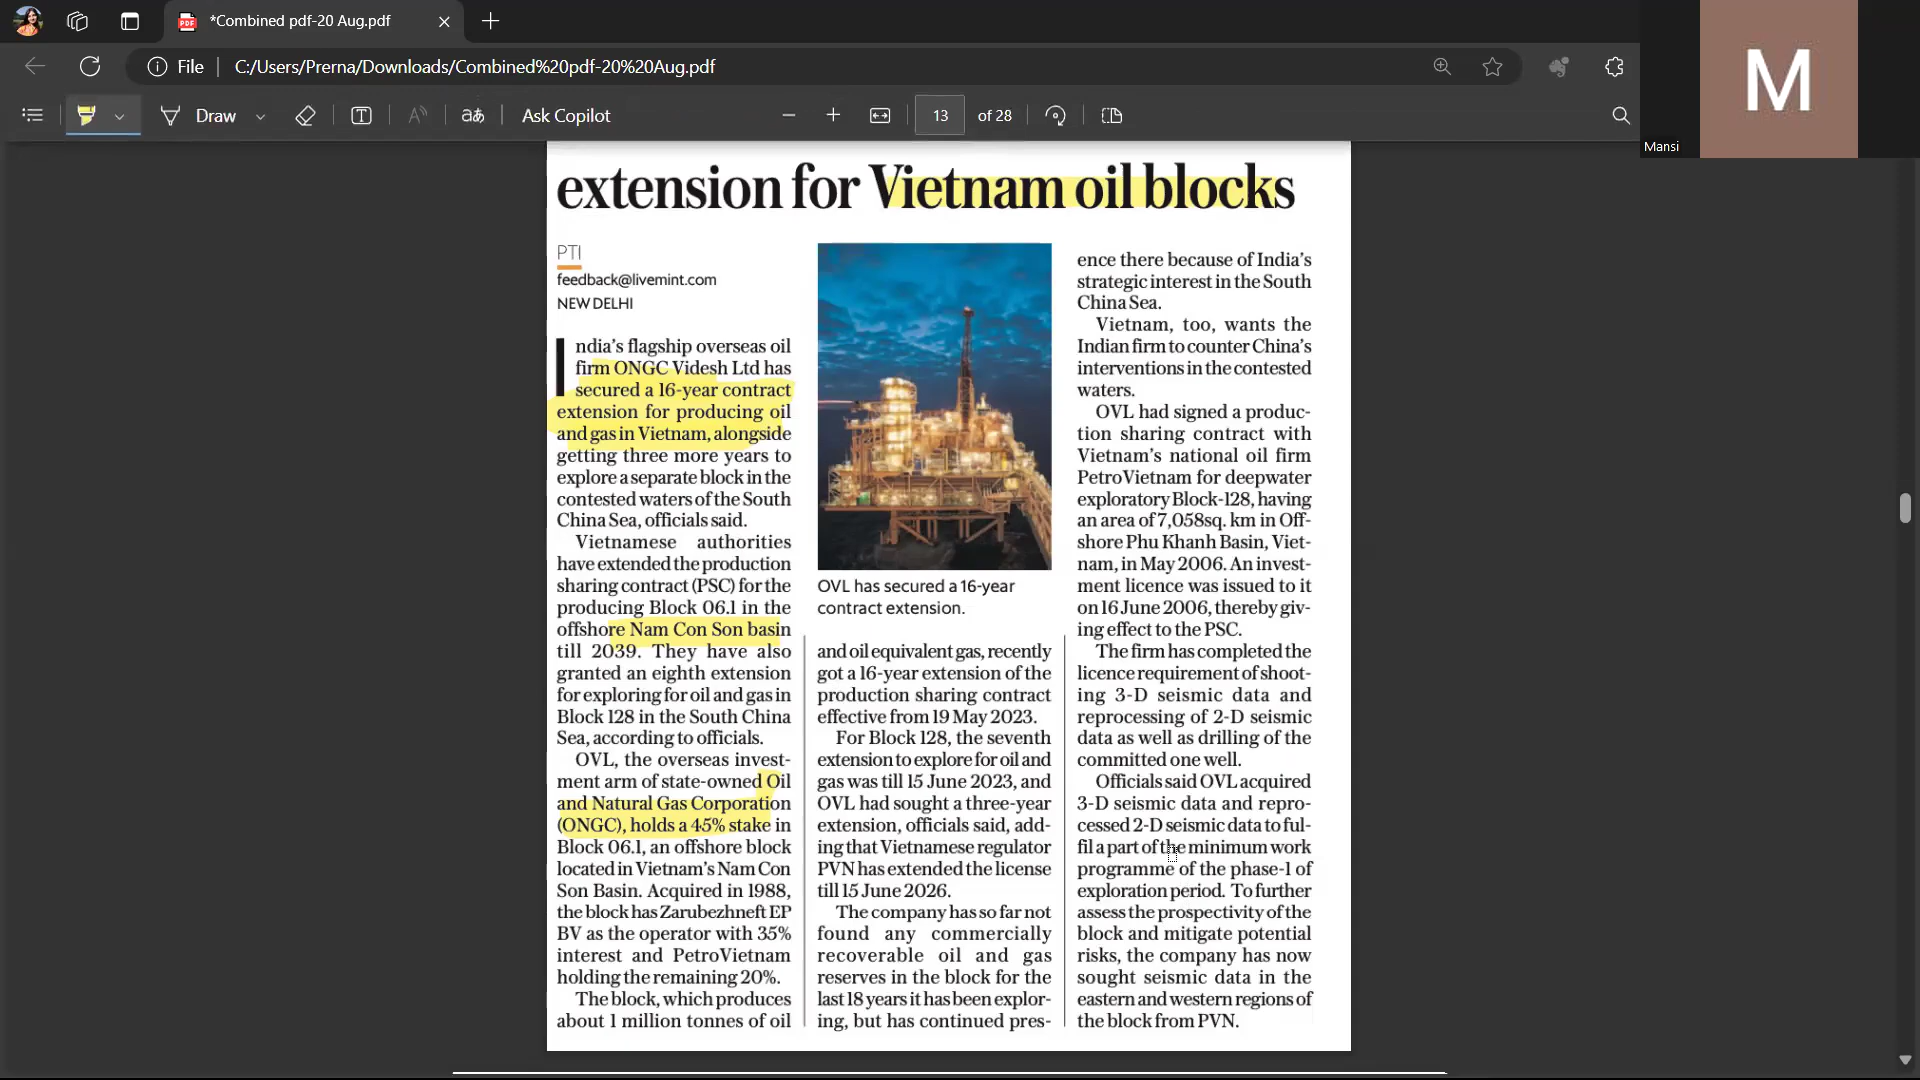 *Combined pdf-20 Aug.pdf
File
C:/Users/Prerna/Downloads/Combined%20pdf-20%20Aug.pdf
Draw
Ask Copilot
13
of 28
M
Mansi
extension for Vietnam oil blocks
PTI
feedback@livemint.com
NEW DELHI
India’s flagship overseas oil
firm ONGC Videsh Ltd has
secured a 16-year contract
extension for producing oil
and gas in Vietnam, alongside
getting three more years to
explore a separate block in the
contested waters of the South
China Sea, officials said.
Vietnamese authorities
have extended the production
sharing contract (PSC) for the
producing Block 06.1 in the
offshore Nam Con Son basin
till 2039. They have also
granted an eighth extension
for exploring for oil and gas in
Block 128 in the South China
Sea, according to officials.
OVL, the overseas invest-
ment arm of state-owned Oil
and Natural Gas Corporation
(ONGC), holds a 45% stake in
Block 06.1, an offshore block
located in Vietnam’s Nam Con
Son Basin. Acquired in 1988,
the block has Zarubezhneft EP
BV as the operator with 35%
interest and PetroVietnam
holding the remaining 20%.
The block, which produces
about 1 million tonnes of oil
OVL has secured a 16-year
contract extension.
and oil equivalent gas, recently
got a 16-year extension of the
production sharing contract
effective from 19 May 2023.
For Block 128, the seventh
extension to explore for oil and
gas was till 15 June 2023, and
OVL had sought a three-year
extension, officials said, add-
ing that Vietnamese regulator
PVN has extended the license
till 15 June 2026.
The company has so far not
found any commercially
recoverable oil and gas
reserves in the block for the
last 18 years it has been explor-
ing, but has continued pres-
ence there because of India’s
strategic interest in the South
China Sea.
Vietnam, too, wants the
Indian firm to counter China’s
interventions in the contested
waters.
OVL had signed a produc-
tion sharing contract with
Vietnam’s national oil firm
PetroVietnam for deepwater
exploratory Block-128, having
an area of 7,058sq. km in Off-
shore Phu Khanh Basin, Viet-
nam, in May 2006. An invest-
ment licence was issued to it
on 16 June 2006, thereby giv-
ing effect to the PSC.
The firm has completed the
licence requirement of shoot-
ing 3-D seismic data and
reprocessing of 2-D seismic
data as well as drilling of the
committed one well.
Officials said OVL acquired
3-D seismic data and repro-
cessed 2-D seismic data to ful-
fil a part of the minimum work
programme of the phase-1 of
exploration period. To further
assess the prospectivity of the
block and mitigate potential
risks, the company has now
sought seismic data in the
eastern and western regions of
the block from PVN.